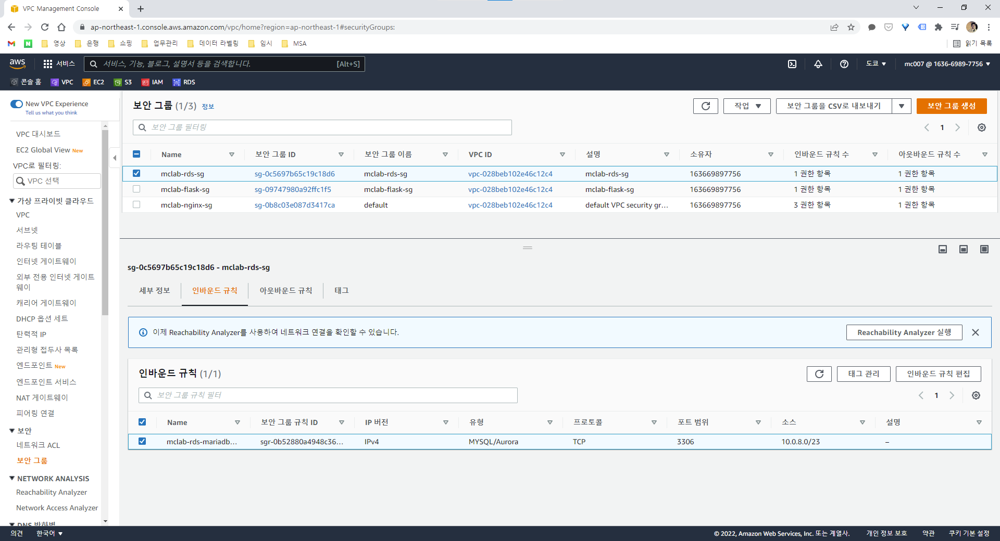 VPC Management Console
ap-northeast-1.console.aws.amazon.com/vpc/home?region=ap-northeast-1#securityGroups:
영상 은행 쇼핑 업무관리 데이터 라벨링 임시 MSA 읽기 목록
aws 서비스 서비스, 기능, 블로그, 설명서 등을 검색합니다. [Alt+S] 도쿄 mc007 @ 1636-6989-7756
콘솔 홈 VPC EC2 S3 IAM RDS
New VPC Experience
Tell us what you think
VPC 대시보드
EC2 Global View New
VPC로 필터링:
VPC 선택
가상 프라이빗 클라우드
VPC
서브넷
라우팅 테이블
인터넷 게이트웨이
외부 전용 인터넷 게이트
웨이
캐리어 게이트웨이
DHCP 옵션 세트
탄력적 IP
관리형 접두사 목록
엔드포인트 New
엔드포인트 서비스
NAT 게이트웨이
피어링 연결
보안
네트워크 ACL
보안 그룹
NETWORK ANALYSIS
Reachability Analyzer
Network Access Analyzer
DNS 방화벽
보안 그룹 (1/3) 정보
작업 보안 그룹을 CSV로 내보내기 보안 그룹 생성
보안 그룹 필터링
1
Name 보안 그룹 ID 보안 그룹 이름 VPC ID 설명 소유자 인바운드 규칙 수 아웃바운드 규칙 수
mclab-rds-sg sg-0c5697b65c19c18d6 mclab-rds-sg vpc-028beb102e46c12c4 mclab-rds-sg 163669897756 1 권한 항목 1 권한 항목
mclab-flask-sg sg-09747980a92ffc1f5 mclab-flask-sg vpc-028beb102e46c12c4 mclab-flask-sg 163669897756 1 권한 항목 1 권한 항목
mclab-nginx-sg sg-0b8c03e087d3417ca default vpc-028beb102e46c12c4 default VPC security gr... 163669897756 3 권한 항목 1 권한 항목
sg-0c5697b65c19c18d6 - mclab-rds-sg
세부 정보 인바운드 규칙 아웃바운드 규칙 태그
이제 Reachability Analyzer를 사용하여 네트워크 연결을 확인할 수 있습니다. Reachability Analyzer 실행
인바운드 규칙 (1/1)
태그 관리 인바운드 규칙 편집
보안 그룹 규칙 필터
1
Name 보안 그룹 규칙 ID IP 버전 유형 프로토콜 포트 범위 소스 설명
mclab-rds-mariadb... sgr-0b52880a4948c36... IPv4 MYSQL/Aurora TCP 3306 10.0.8.0/23 –
의견 한국어 © 2022, Amazon Web Services, Inc. 또는 계열사. 개인 정보 보호 약관 쿠키 기본 설정